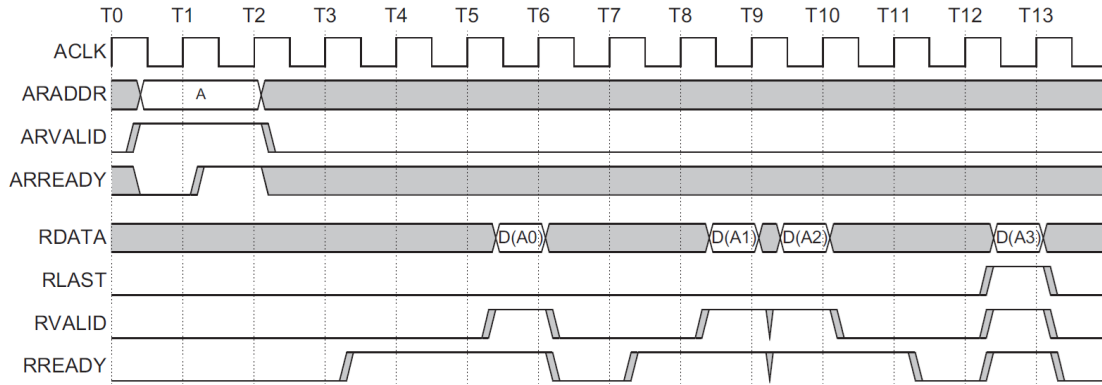 T0 T1 T2 T3 T4 T5 T6 T7 T8 T9 T10 T11 T12 T13
ACLK
ARADDR A
ARVALID
ARREADY
RDATA D(A0) D(A1) D(A2) D(A3)
RLAST
RVALID
RREADY